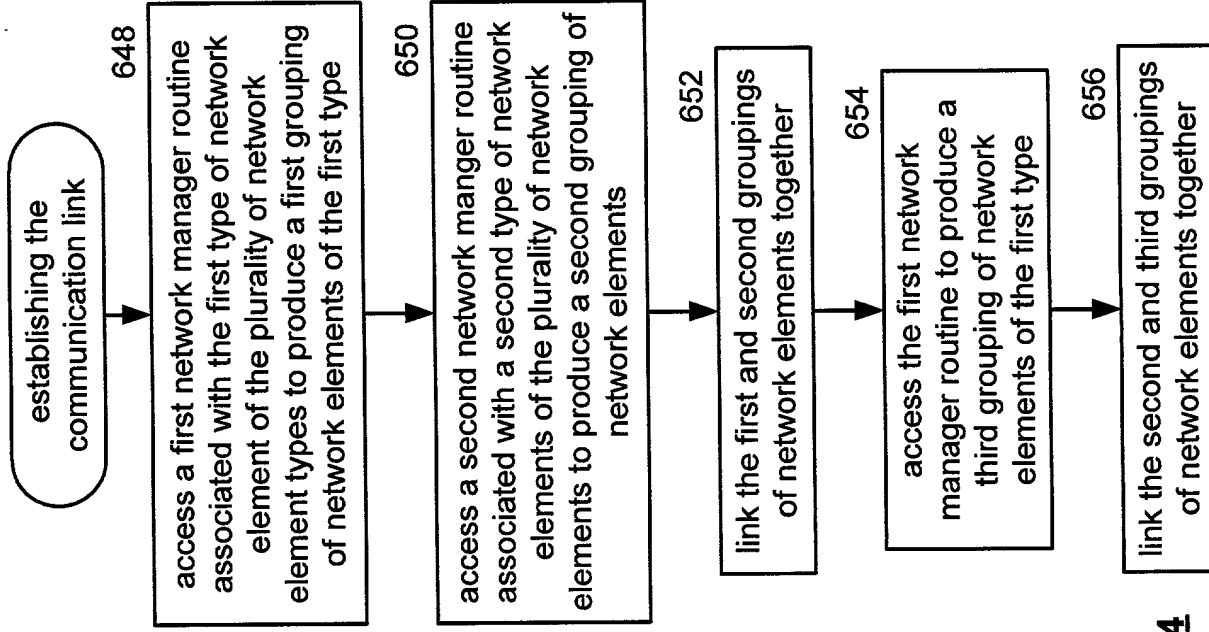 establishing the
communication link
648
access a first network manager routine
associated with the first type of network
element of the plurality of network
element types to produce a first grouping
of network elements of the first type
650
access a second network manger routine
associated with a second type of network
elements of the plurality of network
elements to produce a second grouping of
network elements
652
link the first and second groupings
of network elements together
654
access the first network
manager routine to produce a
third grouping of network
elements of the first type
656
link the second and third groupings
of network elements together
4